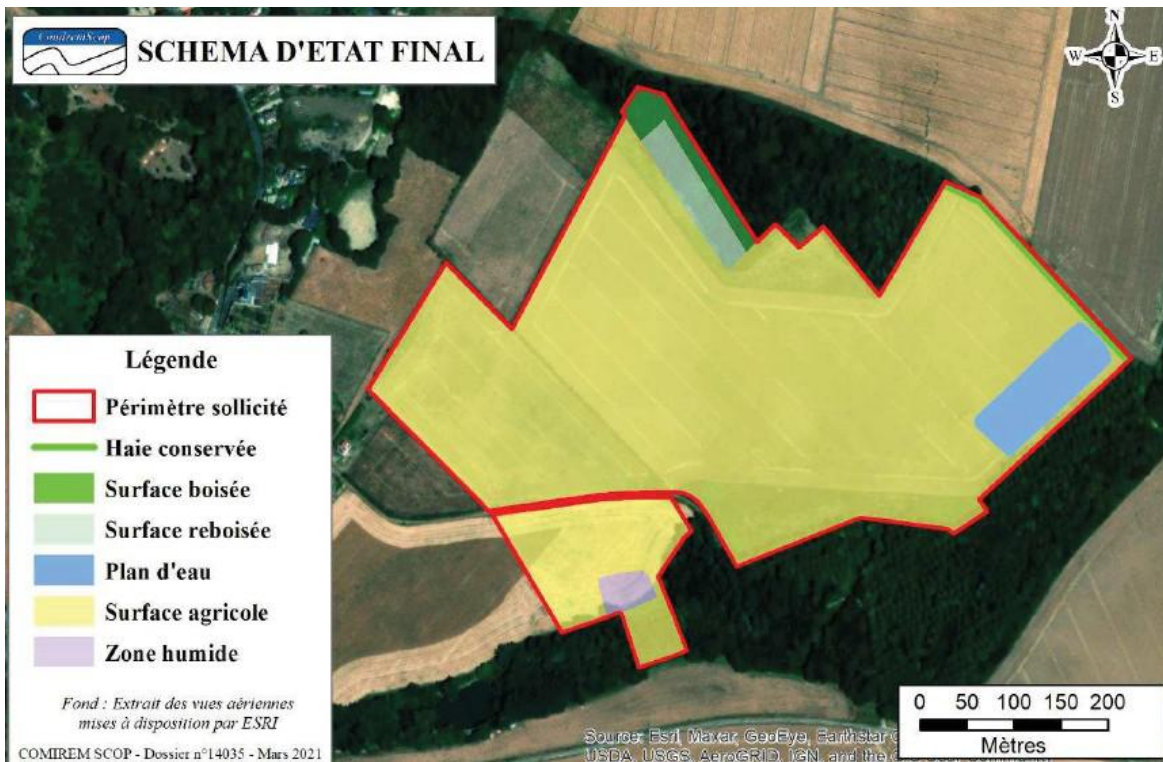 ComiremScop
SCHEMA D'ETAT FINAL
N
W E
S
Légende
Périmètre sollicité
Haie conservée
Surface boisée
Surface reboisée
Plan d'eau
Surface agricole
Zone humide
Fond : Extrait des vues aériennes
mises à disposition par ESRI
COMIREM SCOP - Dossier n°14035 - Mars 2021
0 50 100 150 200
Mètres
Source: Esri, Maxar, GeoEye, Earthstar
USDA, USGS, AeroGRID, IGN, and the